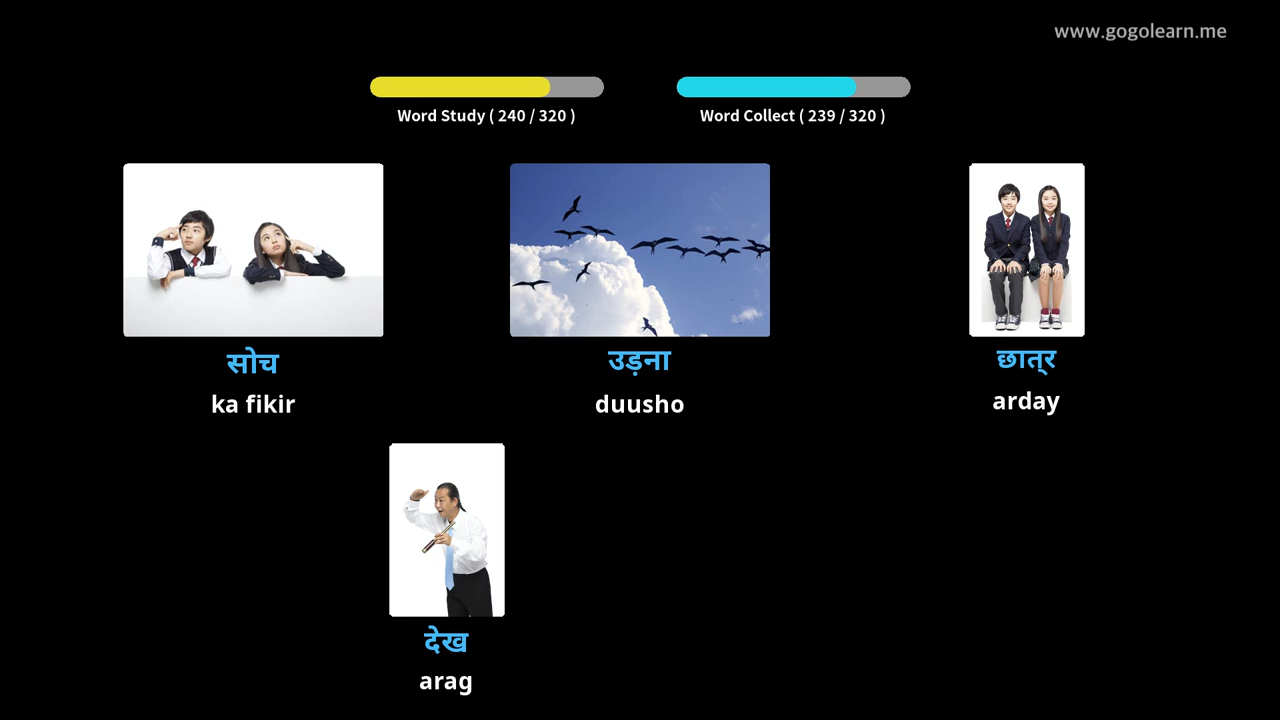 www.gogolearn.me
Word Study ( 240 / 320 )
Word Collect ( 239 / 320 )
सोच
ka fikir
उड़ना
duusho
छात्र
arday
देख
arag